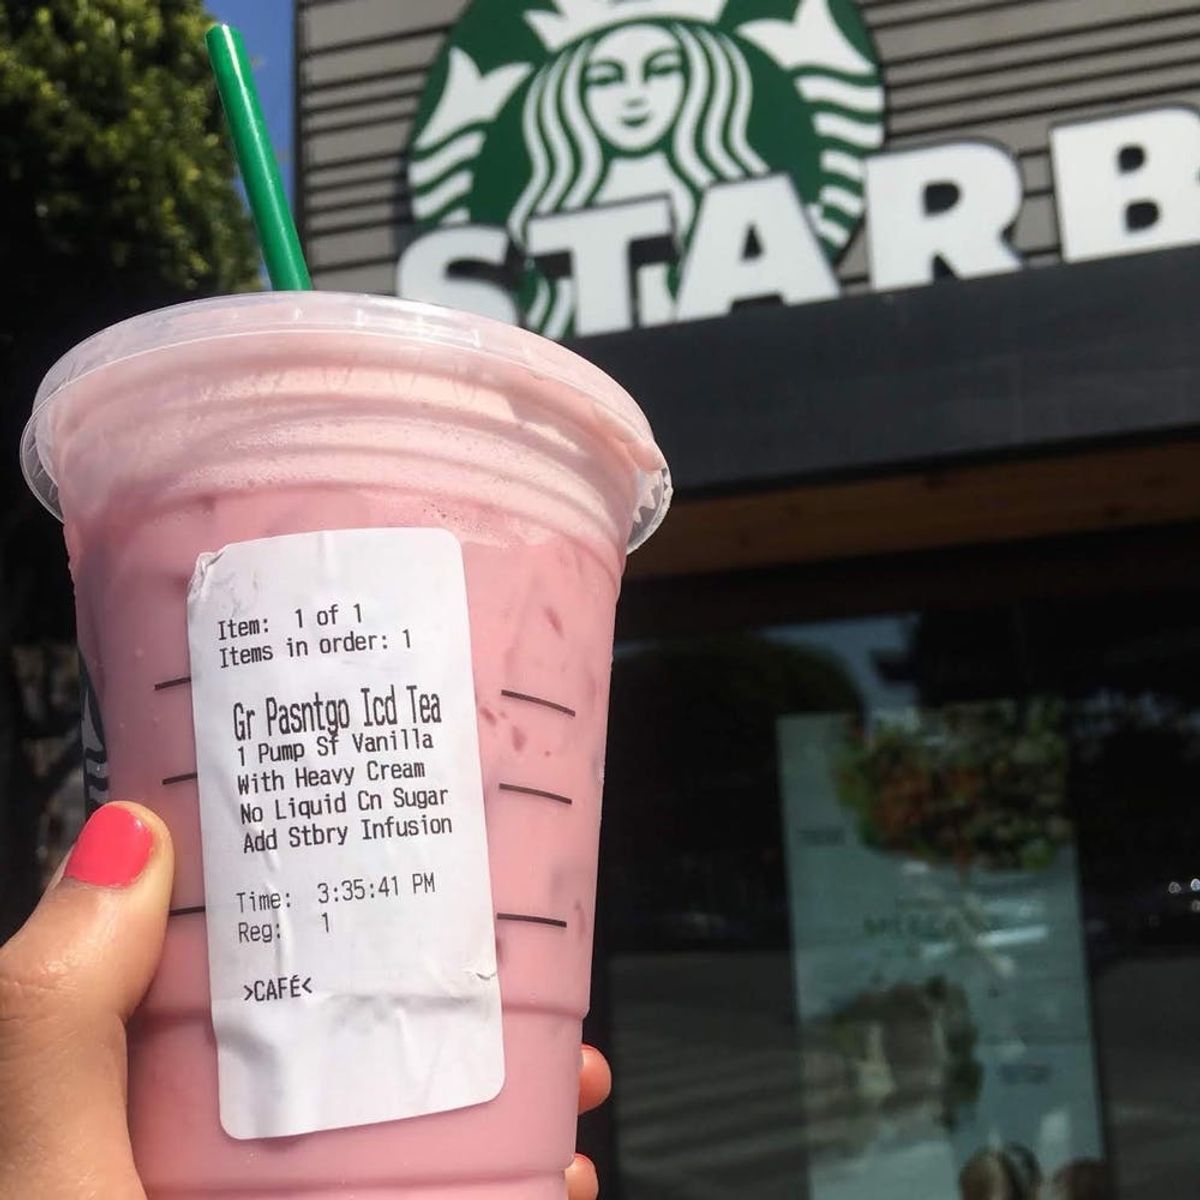 STARB
Item: 1 of 1
Items in order: 1
Gr Pasntgo Icd Tea
1 Pump Sf Vanilla
With Heavy Cream
No Liquid Cn Sugar
Add Stbry Infusion
Time: 3:35:41 PM
Reg: 1
>CAFÉ<